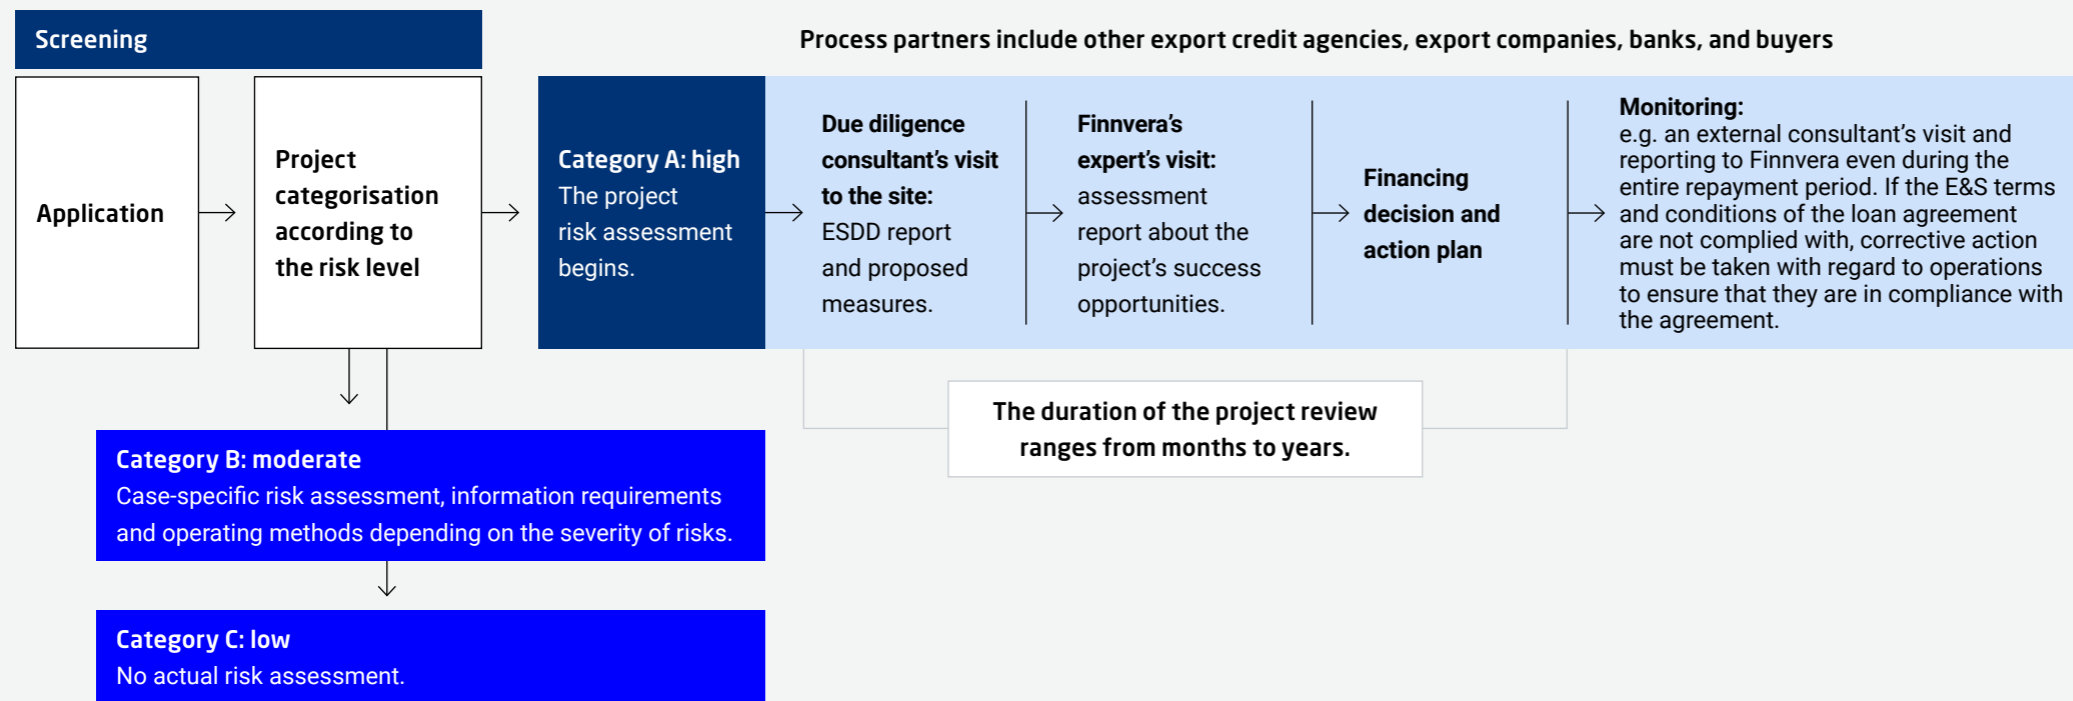 Screening
Process partners include other export credit agencies, export companies, banks, and buyers
Application
Project
categorisation
according to
the risk level
Category A: high
The project
risk assessment
begins.
Due diligence
consultant’s visit
to the site:
ESDD report
and proposed
measures.
Finnvera’s
expert’s visit:
assessment
report about the
project’s success
opportunities.
Financing
decision and
action plan
Monitoring:
e.g. an external consultant’s visit and
reporting to Finnvera even during the
entire repayment period. If the E&S terms
and conditions of the loan agreement
are not complied with, corrective action
must be taken with regard to operations
to ensure that they are in compliance with
the agreement.
The duration of the project review
ranges from months to years.
Category B: moderate
Case-specific risk assessment, information requirements
and operating methods depending on the severity of risks.
Category C: low
No actual risk assessment.